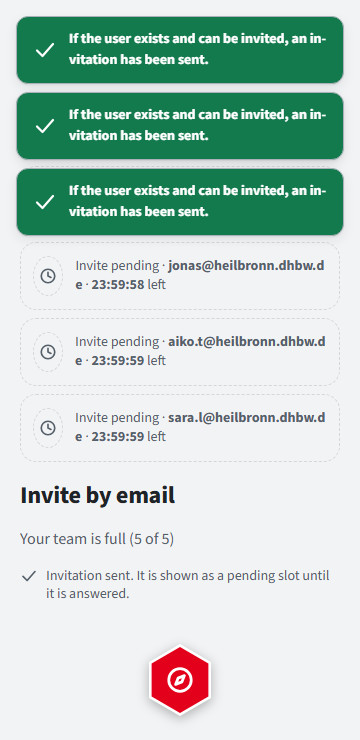 If the user exists and can be invited, an in-
vitation has been sent.
If the user exists and can be invited, an in-
vitation has been sent.
If the user exists and can be invited, an in-
vitation has been sent.
Invite pending · jonas@heilbronn.dhbw.d
e · 23:59:58 left
Invite pending · aiko.t@heilbronn.dhbw.d
e · 23:59:59 left
Invite pending · sara.l@heilbronn.dhbw.d
e · 23:59:59 left
Invite by email
Your team is full (5 of 5)
Invitation sent. It is shown as a pending slot until
it is answered.